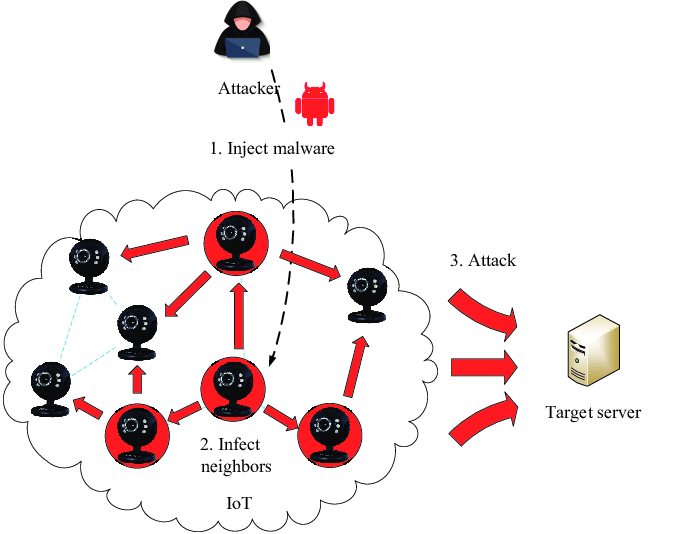 Attacker
1. Inject malware
3. Attack
Target server
2. Infect
neighbors
IoT